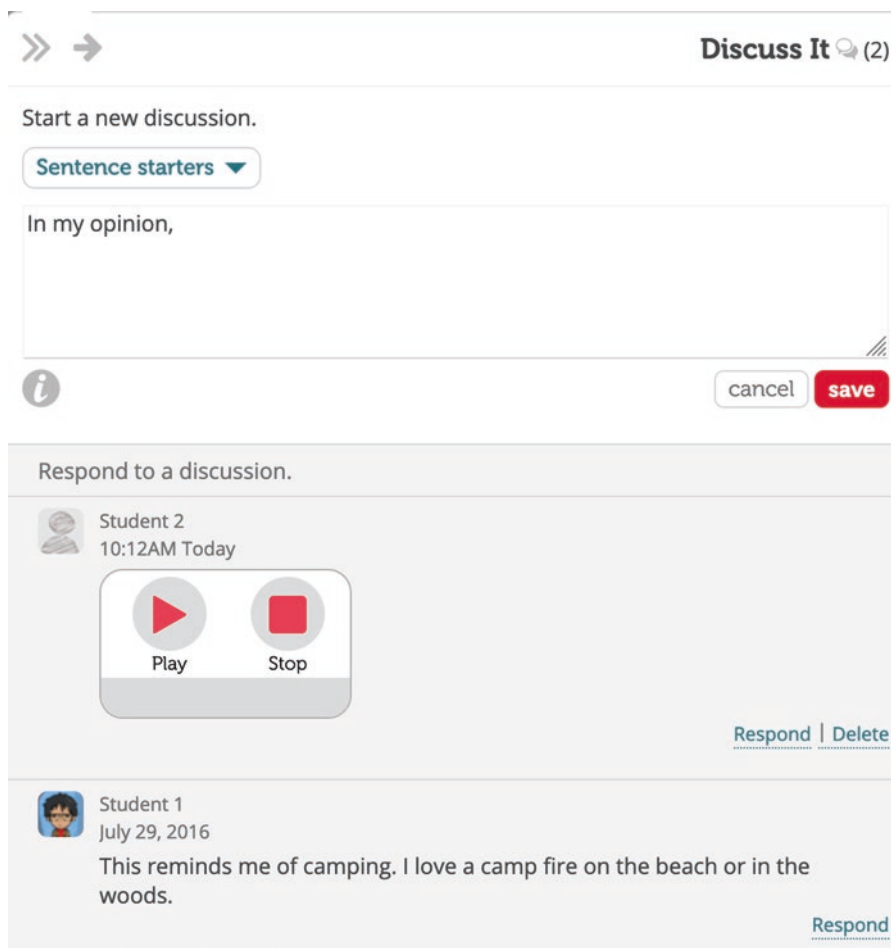 Discuss It (2)
Start a new discussion.
Sentence starters
In my opinion,
i
cancel save
Respond to a discussion.
Student 2
10:12AM Today
Play Stop
Respond | Delete
Student 1
July 29, 2016
This reminds me of camping. I love a camp fire on the beach or in the
woods.
Respond